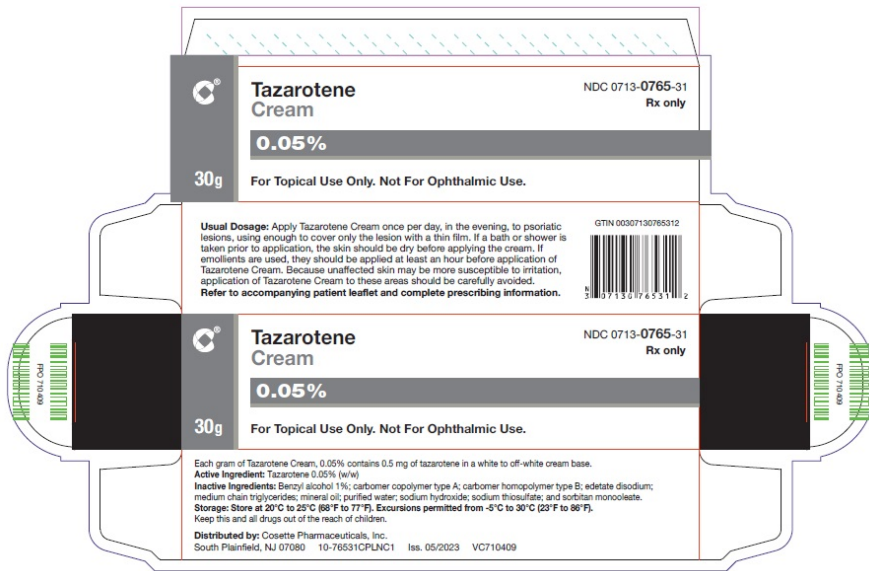 Tazarotene
Cream
NDC 0713-0765-31
Rx only
0.05%
30g
For Topical Use Only. Not For Ophthalmic Use.
Usual Dosage: Apply Tazarotene Cream once per day, in the evening, to psoriatic
lesions, using enough to cover only the lesion with a thin film. If a bath or shower is
taken prior to application, the skin should be dry before applying the cream. If
emollients are used, they should be applied at least an hour before application of
Tazarotene Cream. Because unaffected skin may be more susceptible to irritation,
application of Tazarotene Cream to these areas should be carefully avoided.
Refer to accompanying patient leaflet and complete prescribing information.
GTIN 00307130765312
N
3 07130 76531 2
PPC 710409
Tazarotene
Cream
NDC 0713-0765-31
Rx only
0.05%
30g
For Topical Use Only. Not For Ophthalmic Use.
PPC 710409
Each gram of Tazarotene Cream, 0.05% contains 0.5 mg of tazarotene in a white to off-white cream base.
Active Ingredient: Tazarotene 0.05% (w/w)
Inactive Ingredients: Benzyl alcohol 1%; carbomer copolymer type A; carbomer homopolymer type B; edetate disodium;
medium chain triglycerides; mineral oil; purified water; sodium hydroxide; sodium thiosulfate; and sorbitan monooleate.
Storage: Store at 20°C to 25°C (68°F to 77°F). Excursions permitted from -5°C to 30°C (23°F to 86°F).
Keep this and all drugs out of the reach of children.
Distributed by: Cosette Pharmaceuticals, Inc.
South Plainfield, NJ 07080 10-76531CPLNC1 Iss. 05/2023 VC710409